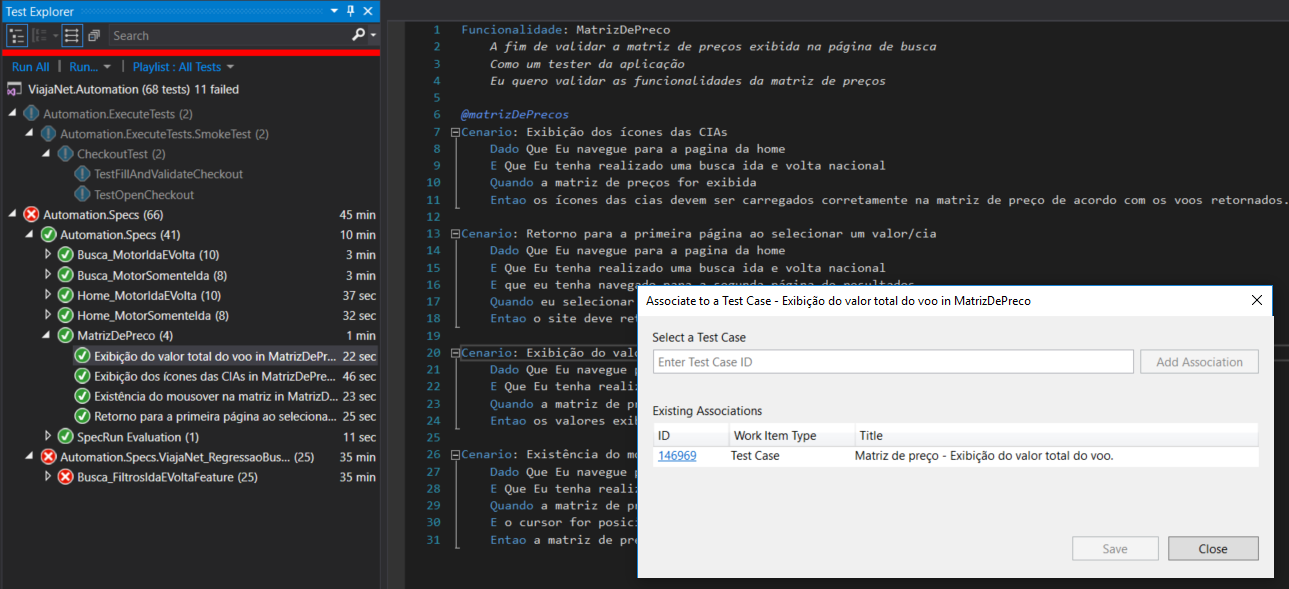 Test Explorer
Search
Run All | Run... | Playlist : All Tests
ViajaNet.Automation (68 tests) 11 failed
Automation.ExecuteTests (2)
Automation.ExecuteTests.SmokeTest (2)
CheckoutTest (2)
TestFillAndValidateCheckout
TestOpenCheckout
Automation.Specs (66) 45 min
Automation.Specs (41) 10 min
Busca_MotorIdaEVolta (10) 3 min
Busca_MotorSomenteIda (8) 3 min
Home_MotorIdaEVolta (10) 37 sec
Home_MotorSomenteIda (8) 32 sec
MatrizDePreco (4) 1 min
Exibição do valor total do voo in MatrizDePr... 22 sec
Exibição dos ícones das CIAs in MatrizDePre... 46 sec
Existência do mousover na matriz in MatrizD... 23 sec
Retorno para a primeira página ao seleciona... 25 sec
SpecRun Evaluation (1) 11 sec
Automation.Specs.ViajaNet_RegressaoBus... (25) 35 min
Busca_FiltrosIdaEVoltaFeature (25) 35 min
1 Funcionalidade: MatrizDePreco
2 A fim de validar a matriz de preços exibida na página de busca
3 Como um tester da aplicação
4 Eu quero validar as funcionalidades da matriz de preços
5
6 @matrizDePrecos
7 Cenario: Exibição dos ícones das CIAs
8 Dado Que Eu navegue para a pagina da home
9 E Que Eu tenha realizado uma busca ida e volta nacional
10 Quando a matriz de preços for exibida
11 Entao os ícones das cias devem ser carregados corretamente na matriz de preço de acordo com os voos retornados.
12
13 Cenario: Retorno para a primeira página ao selecionar um valor/cia
14 Dado Que Eu navegue para a pagina da home
15 E Que Eu tenha realizado uma busca ida e volta nacional
16 E que eu tenha navegado para a segunda página de resultados
17 Quando eu selecionar
18 Entao o site deve ret
19
20 Cenario: Exibição do valo
21 Dado Que Eu navegue p
22 E Que Eu tenha realiz
23 Quando a matriz de pr
24 Entao os valores exib
25
26 Cenario: Existência do mo
27 Dado Que Eu navegue p
28 E Que Eu tenha realiz
29 Quando a matriz de pr
30 E o cursor for posic
31 Entao a matriz de pre
Associate to a Test Case - Exibição do valor total do voo in MatrizDePreco
Select a Test Case
Enter Test Case ID
Add Association
Existing Associations
ID Work Item Type Title
146969 Test Case Matriz de preço - Exibição do valor total do voo.
Save Close